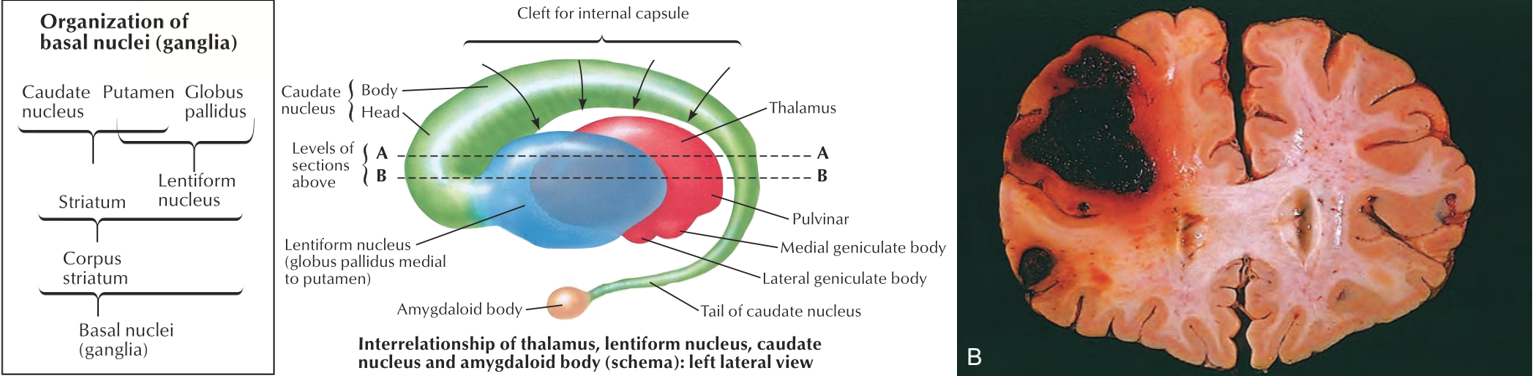 Organization of
basal nuclei (ganglia)
Caudate
nucleus
Putamen
Globus
pallidus
Lentiform
nucleus
Striatum
Corpus
striatum
Basal nuclei
(ganglia)
Cleft for internal capsule
Caudate
nucleus
Body
Head
Levels of
sections
above
A
B
A
B
Thalamus
Pulvinar
Medial geniculate body
Lateral geniculate body
Tail of caudate nucleus
Lentiform nucleus
(globus pallidus medial
to putamen)
Amygdaloid body
Interrelationship of thalamus, lentiform nucleus, caudate
nucleus and amygdaloid body (schema): left lateral view
B